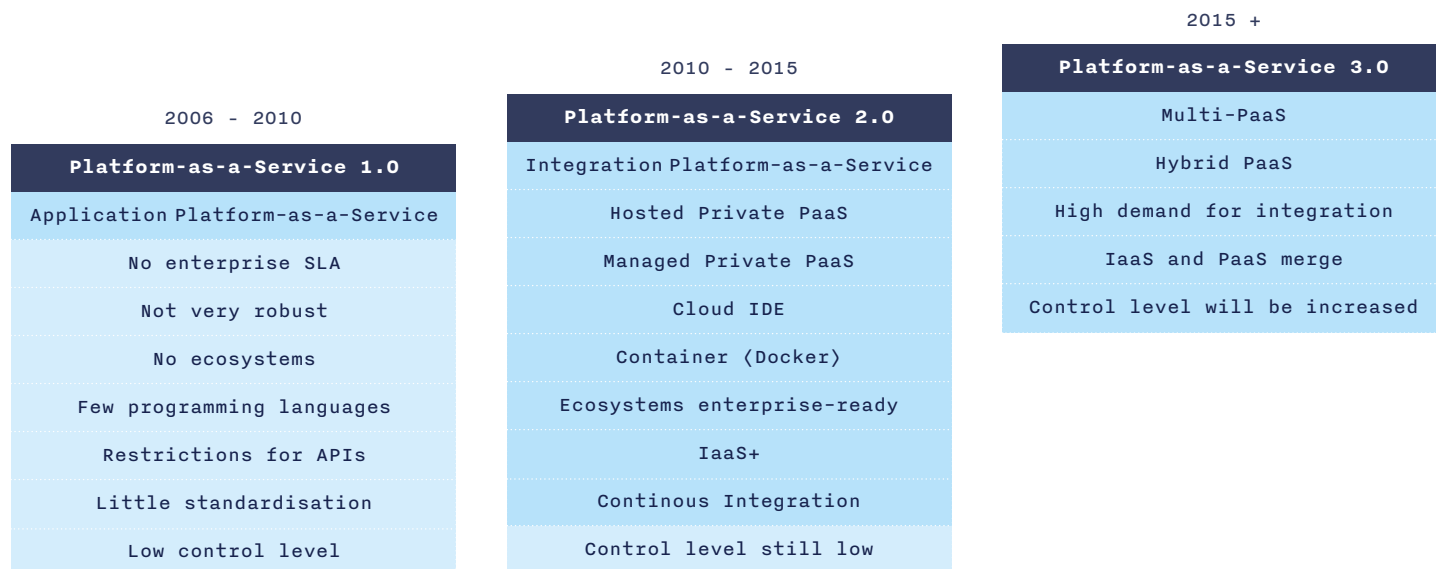 2006 - 2010
Platform-as-a-Service 1.0
Application Platform-as-a-Service
No enterprise SLA
Not very robust
No ecosystems
Few programming languages
Restrictions for APIs
Little standardisation
Low control level
2010 - 2015
Platform-as-a-Service 2.0
Integration Platform-as-a-Service
Hosted Private PaaS
Managed Private PaaS
Cloud IDE
Container (Docker)
Ecosystems enterprise-ready
IaaS+
Continous Integration
Control level still low
2015 +
Platform-as-a-Service 3.0
Multi-PaaS
Hybrid PaaS
High demand for integration
IaaS and PaaS merge
Control level will be increased